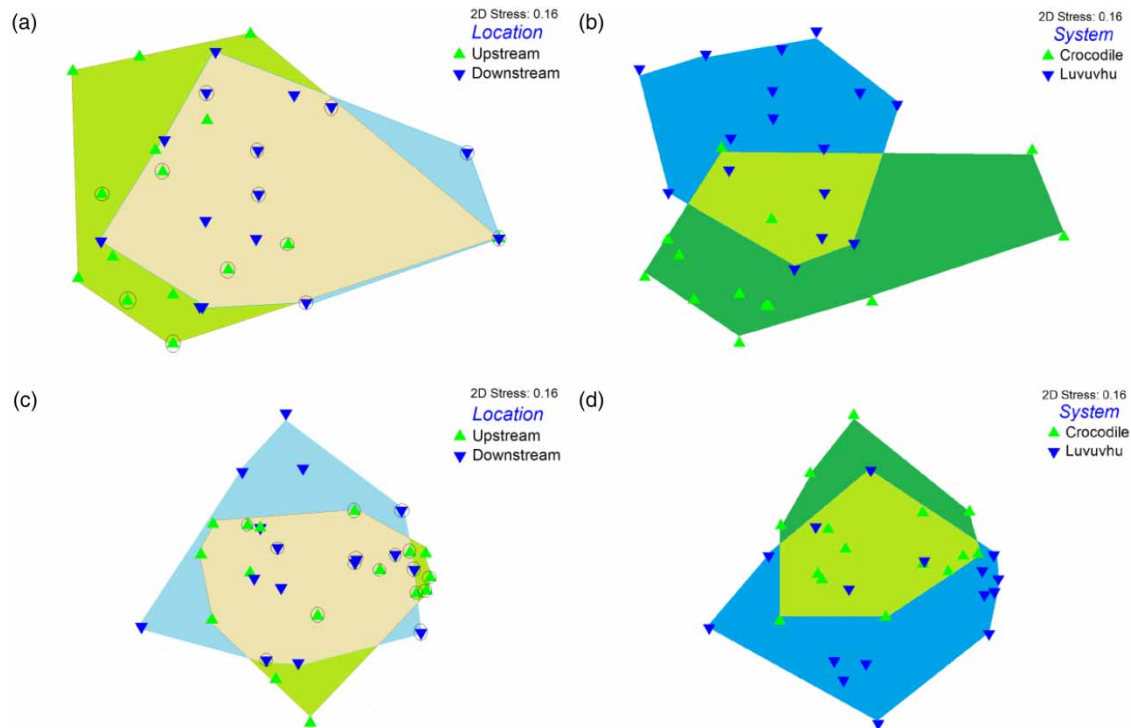 (a)
2D Stress: 0.16
Location
Upstream
Downstream
(b)
2D Stress: 0.16
System
Crocodile
Luvuvhu
(c)
2D Stress: 0.16
Location
Upstream
Downstream
(d)
2D Stress: 0.16
System
Crocodile
Luvuvhu